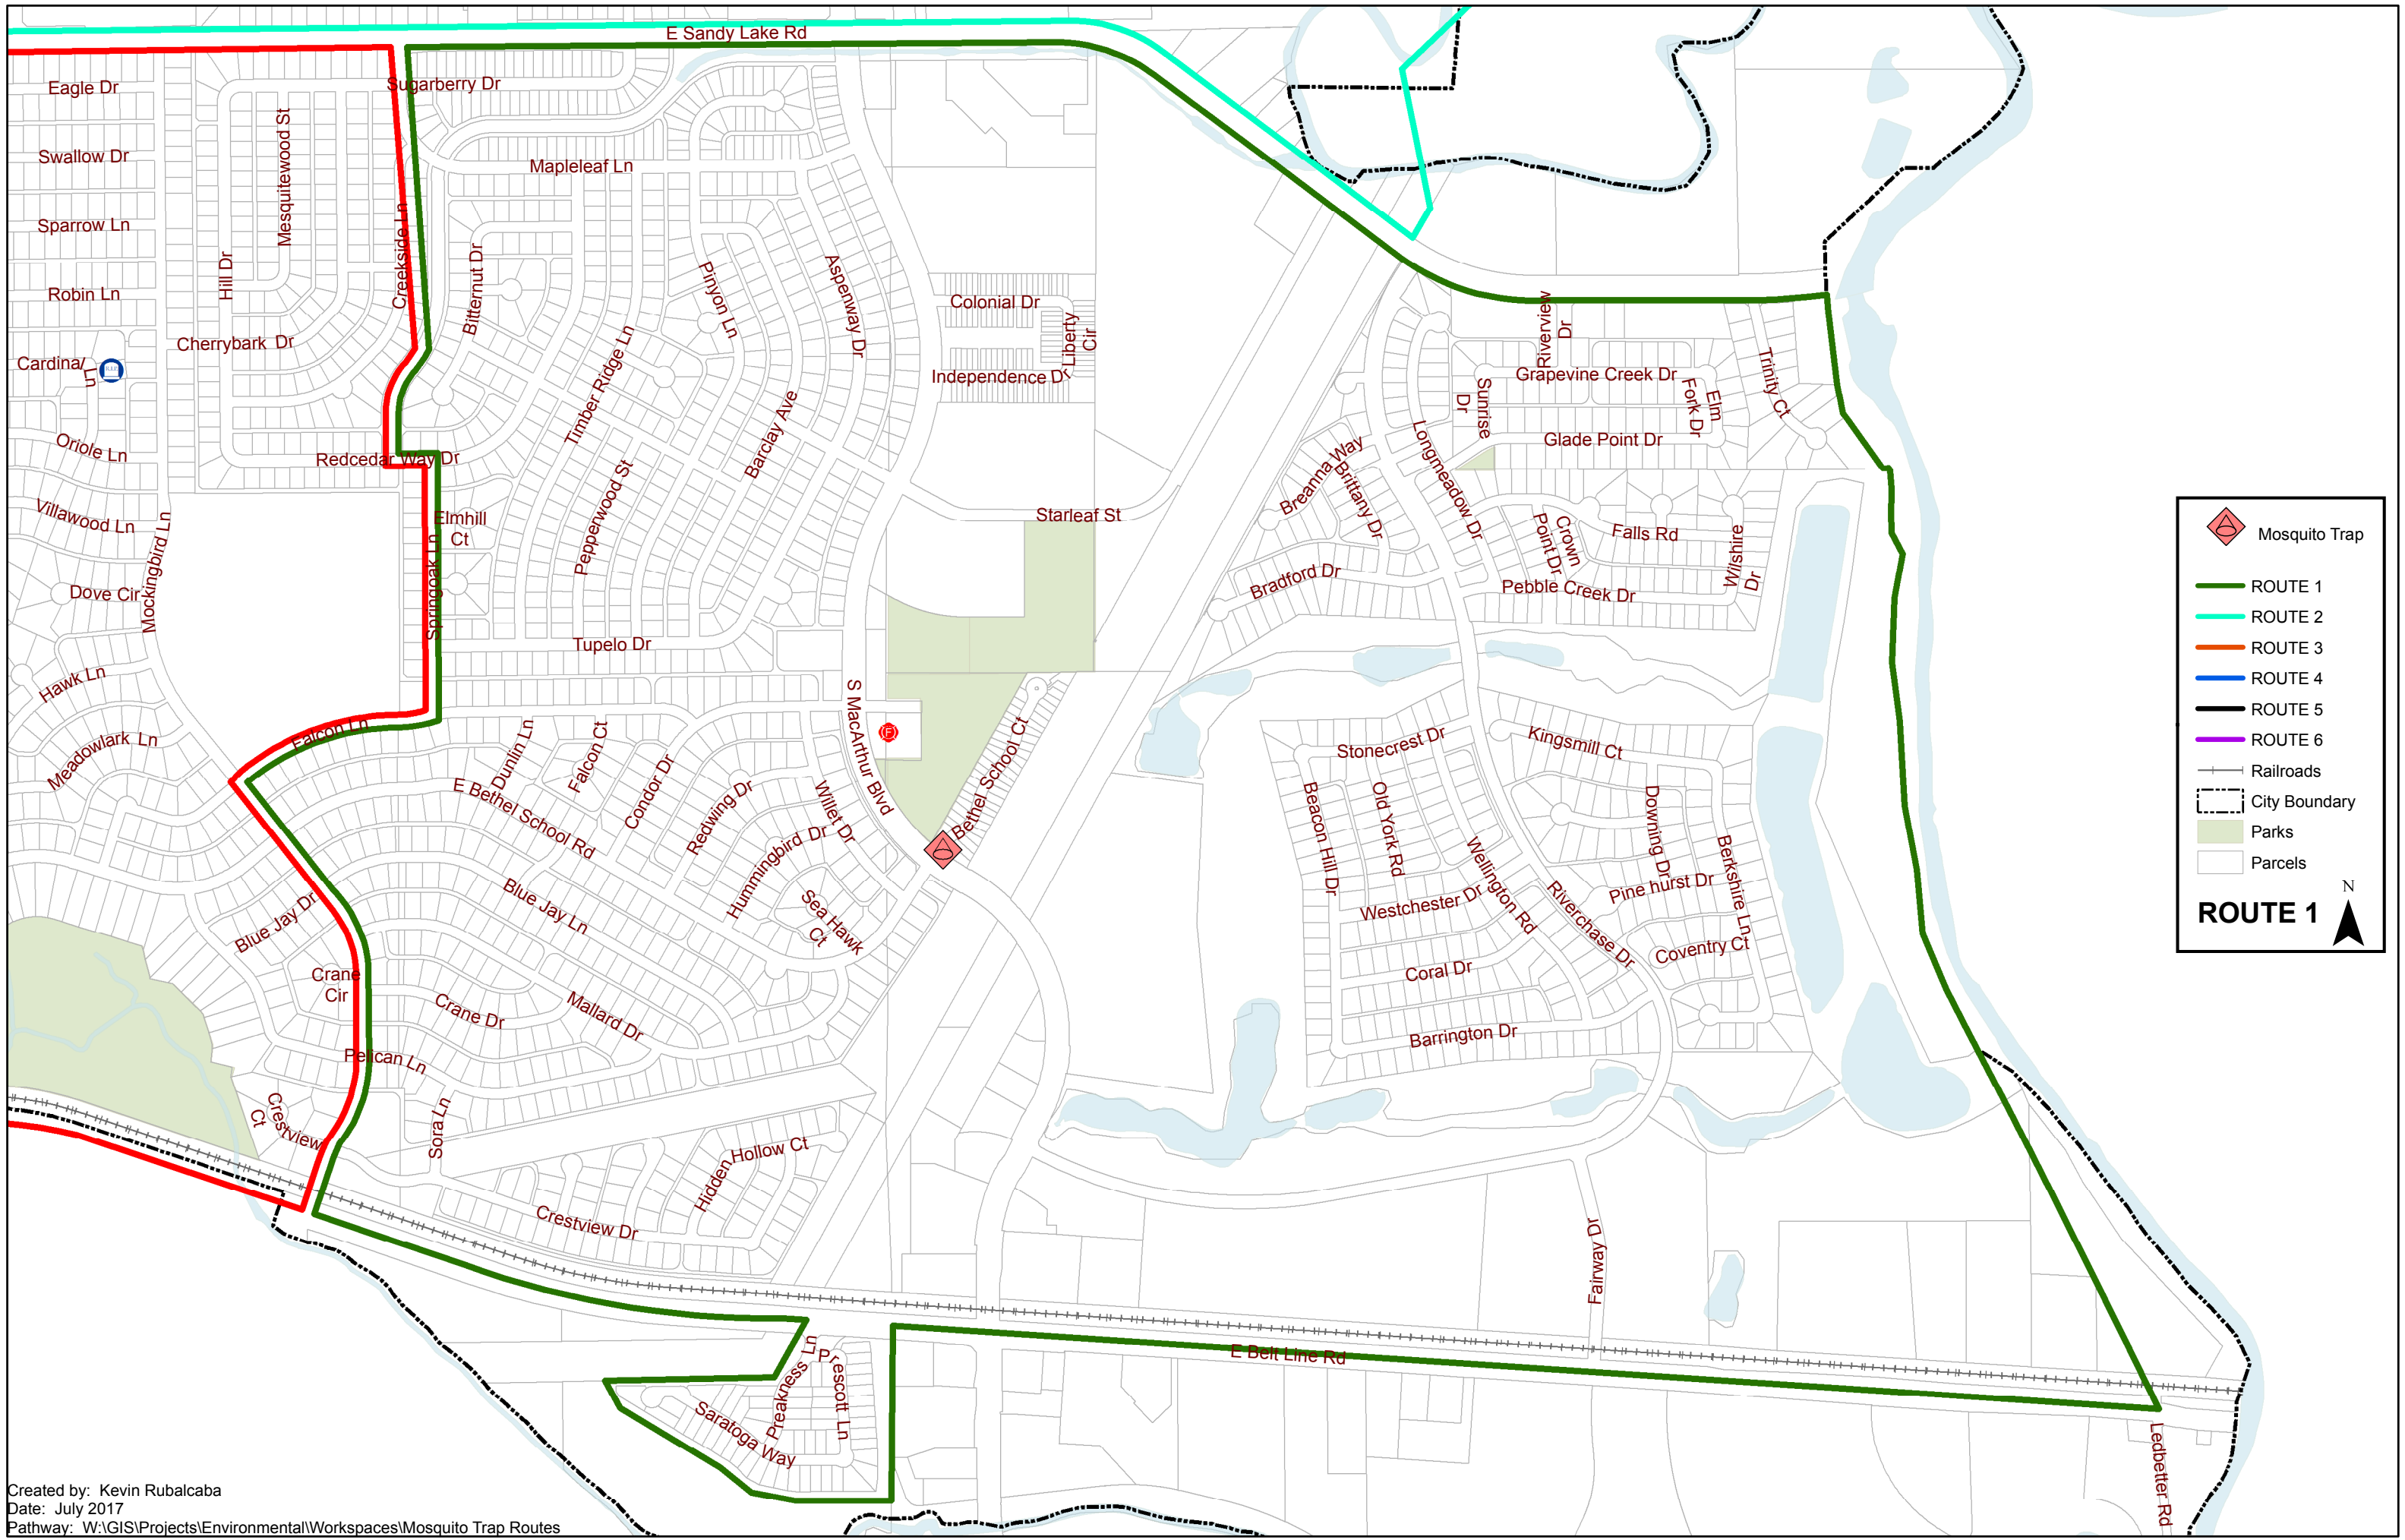 E Sandy Lake Rd
Eagle Dr
Sugarberry Dr
Mesquitewood St
Swallow Dr
Mapleleaf Ln
Sparrow Ln
Hill Dr
Creekside Ln
Bitternut Dr
Pinyon Ln
Aspenway Dr
Robin Ln
Colonial Dr
Liberty
Cir
Riverview
Dr
Cherrybark Dr
Timber Ridge Ln
Cardinal
Ln
Independence Dr
Grapevine Creek Dr
Trinity Ct
Sunrise
Dr
Elm
Fork Dr
Barclay Ave
Oriole Ln
Redcedar Way Dr
Glade Point Dr
Longmeadow Dr
Breanna Way
Brittany Dr
Villawood Ln
Elmhill
Ct
Pepperwood St
Starleaf St
Crown
Point Dr
Falls Rd
Wilshire
Dr
Mockingbird Ln
Springoak Ln
Dove Cir
Bradford Dr
Pebble Creek Dr
Tupelo Dr
Hawk Ln
S MacArthur Blvd
Falcon Ln
Meadowlark Ln
Dunlin Ln
Falcon Ct
Condor Dr
Redwing Dr
E Bethel School Rd
Bethel School Ct
Willet Dr
Hummingbird Dr
F
Stonecrest Dr
Kingsmill Ct
Beacon Hill Dr
Old York Rd
Downing Dr
Wellington Rd
Berkshire Ln
Blue Jay Dr
Blue Jay Ln
Sea Hawk
Ct
Westchester Dr
Riverchase Dr
Pine hurst Dr
Coventry Ct
Crane
Cir
Crane Dr
Mallard Dr
Coral Dr
Barrington Dr
Pelican Ln
Crestview
Ct
Sora Ln
Hidden
Hollow Ct
Crestview Dr
Fairway Dr
E Belt Line Rd
Preakness Ln
Prescott Ln
Saratoga Way
Ledbetter Rd
Mosquito Trap
ROUTE 1
ROUTE 2
ROUTE 3
ROUTE 4
ROUTE 5
ROUTE 6
Railroads
City Boundary
Parks
Parcels
N
ROUTE 1
Created by: Kevin Rubalcaba
Date: July 2017
Pathway: W:\GIS\Projects\Environmental\Workspaces\Mosquito Trap Routes